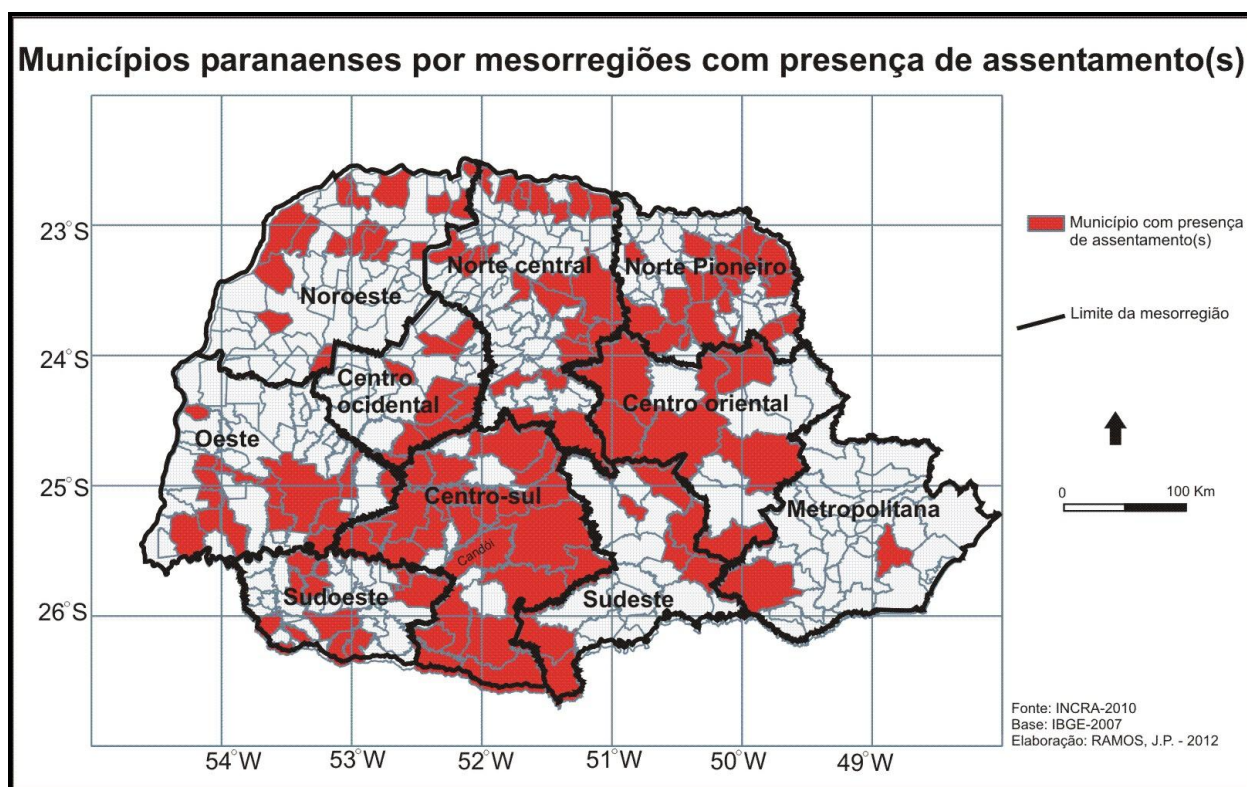 Municípios paranaenses por mesorregiões com presença de assentamento(s)
23°S
24°S
25°S
26°S
54°W
53°W
52°W
51°W
50°W
49°W
Noroeste
Norte central
Norte Pioneiro
Centro
ocidental
Centro oriental
Oeste
Centro-sul
Candói
Metropolitana
Sudoeste
Sudeste
Município com presença
de assentamento(s)
Limite da mesorregião
0
100 Km
Fonte: INCRA-2010
Base: IBGE-2007
Elaboração: RAMOS, J.P. - 2012